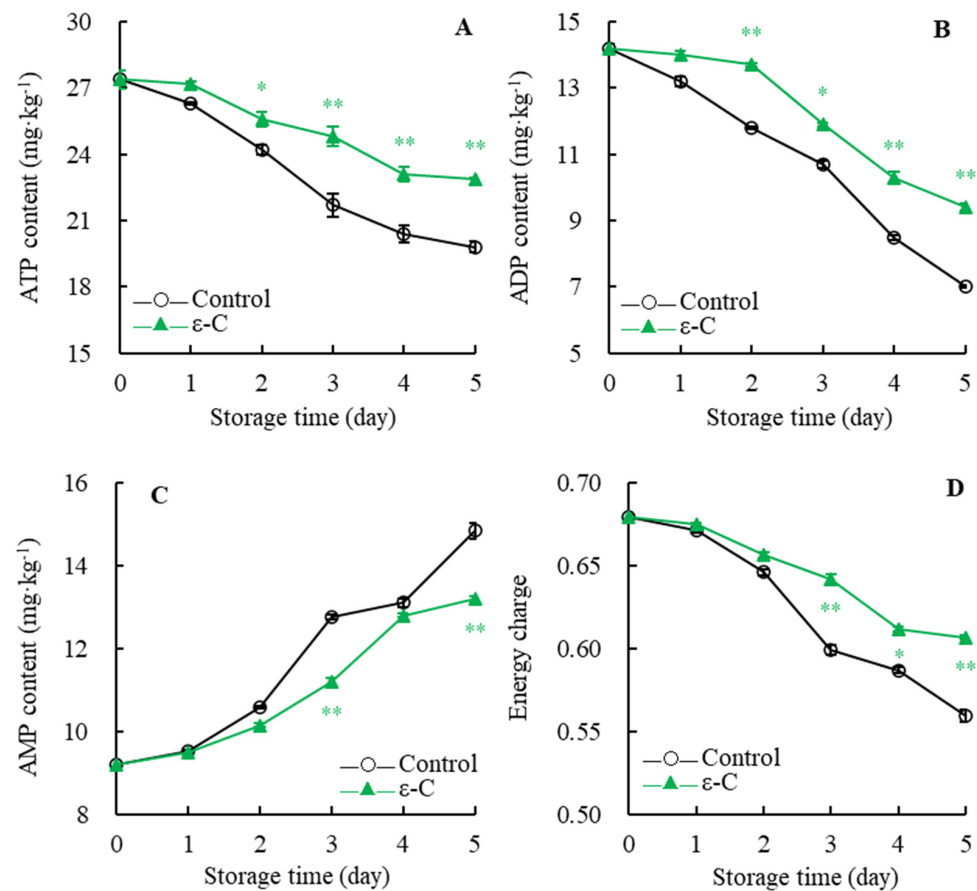 A
ATP content (mg·kg-1)
30
27
24
21
18
15
*
**
**
**
Control
ε-C
0 1 2 3 4 5
Storage time (day)
B
ADP content (mg·kg-1)
15
13
11
9
7
5
**
*
**
**
Control
ε-C
0 1 2 3 4 5
Storage time (day)
C
AMP content (mg·kg-1)
16
14
12
10
8
**
**
Control
ε-C
0 1 2 3 4 5
Storage time (day)
D
Energy charge
0.70
0.65
0.60
0.55
0.50
**
*
**
Control
ε-C
0 1 2 3 4 5
Storage time (day)